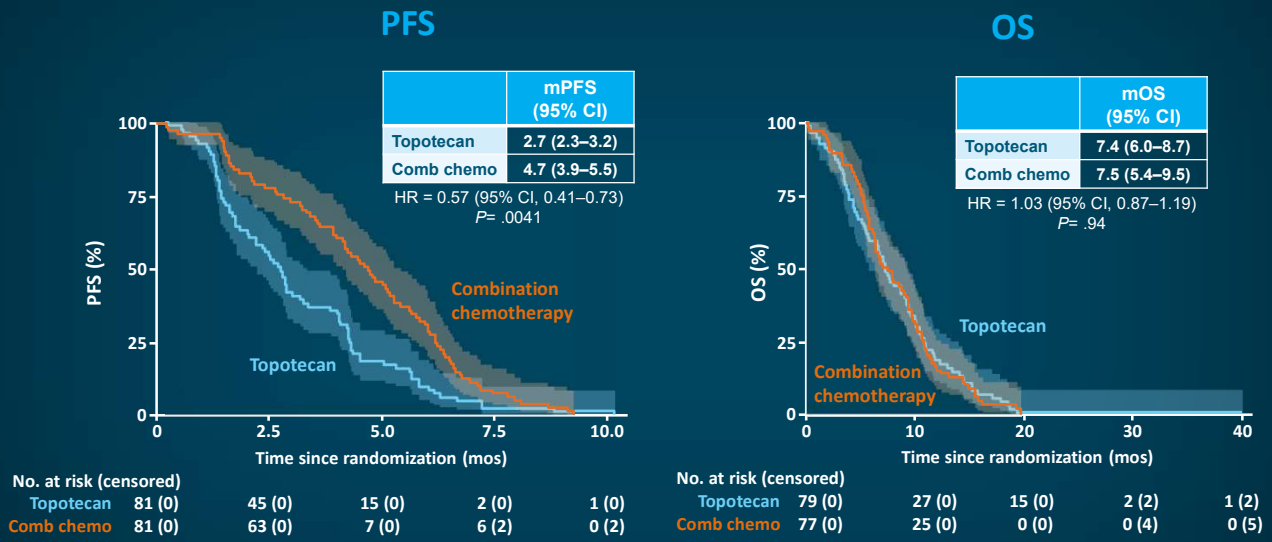 PFS
mPFS
(95% CI)
Topotecan 2.7 (2.3–3.2)
Comb chemo 4.7 (3.9–5.5)
HR = 0.57 (95% CI, 0.41–0.73)
P= .0041
PFS (%)
100
75
50
25
0
Combination
chemotherapy
Topotecan
0 2.5 5.0 7.5 10.0
Time since randomization (mos)
No. at risk (censored)
Topotecan 81 (0) 45 (0) 15 (0) 2 (0) 1 (0)
Comb chemo 81 (0) 63 (0) 7 (0) 6 (2) 0 (2)
OS
mOS
(95% CI)
Topotecan 7.4 (6.0–8.7)
Comb chemo 7.5 (5.4–9.5)
HR = 1.03 (95% CI, 0.87–1.19)
P= .94
OS (%)
100
75
50
25
0
Topotecan
Combination
chemotherapy
0 10 20 30 40
Time since randomization (mos)
No. at risk (censored)
Topotecan 79 (0) 27 (0) 15 (0) 2 (2) 1 (2)
Comb chemo 77 (0) 25 (0) 0 (0) 0 (4) 0 (5)